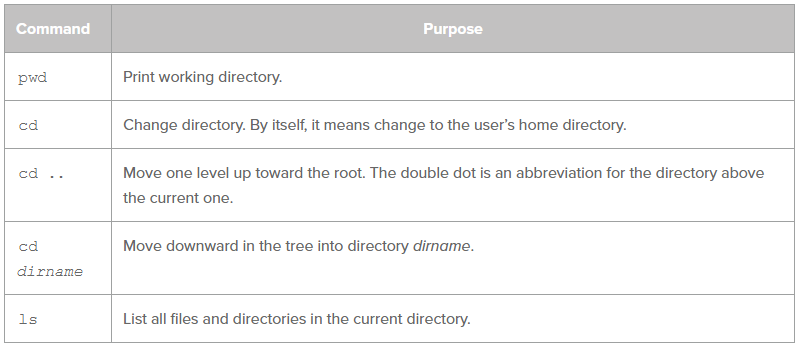 Command Purpose
pwd Print working directory.
cd Change directory. By itself, it means change to the user’s home directory.
cd .. Move one level up toward the root. The double dot is an abbreviation for the directory above
the current one.
cd Move downward in the tree into directory dirname.
dirname
ls List all files and directories in the current directory.